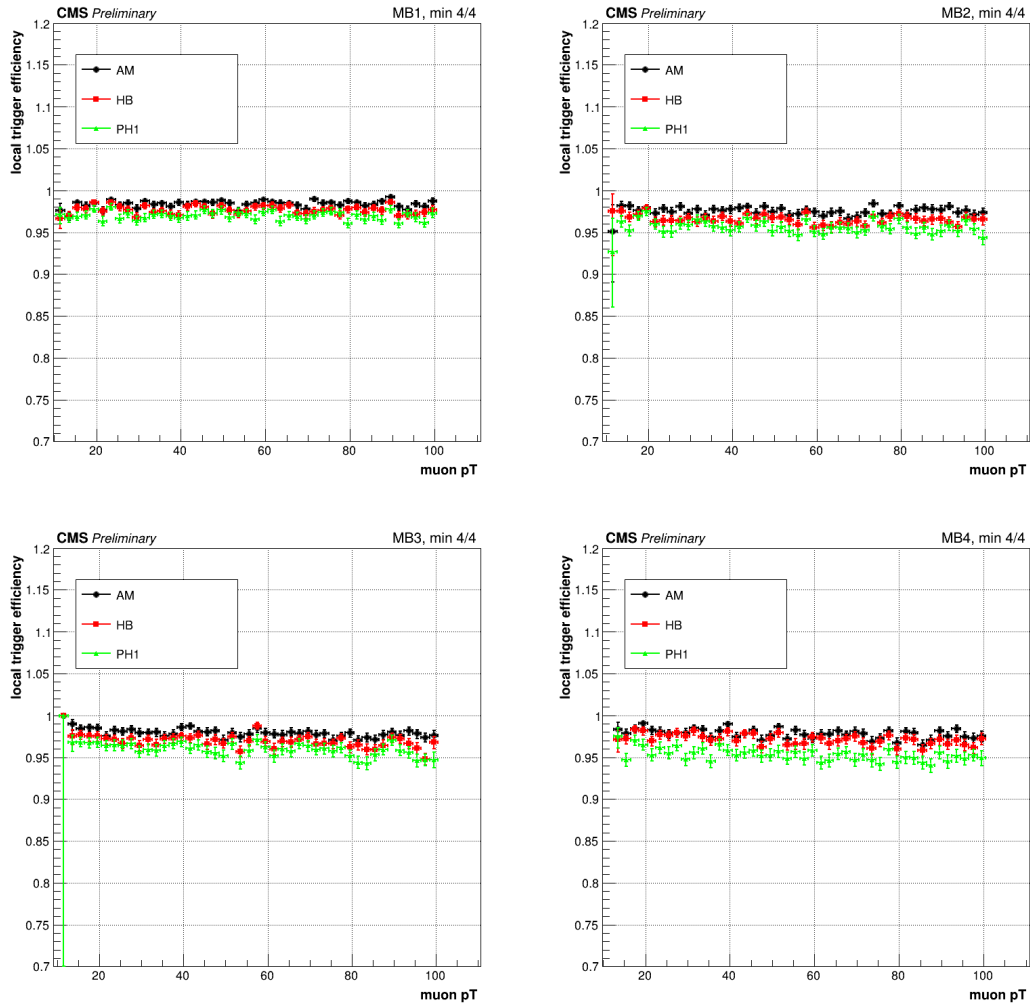 CMS Preliminary MB1, min 4/4
local trigger efficiency
1.2
1.15
1.1
1.05
1
0.95
0.9
0.85
0.8
0.75
0.7
AM
HB
PH1
20 40 60 80 100
muon pT
CMS Preliminary MB2, min 4/4
local trigger efficiency
1.2
1.15
1.1
1.05
1
0.95
0.9
0.85
0.8
0.75
0.7
AM
HB
PH1
20 40 60 80 100
muon pT
CMS Preliminary MB3, min 4/4
local trigger efficiency
1.2
1.15
1.1
1.05
1
0.95
0.9
0.85
0.8
0.75
0.7
AM
HB
PH1
20 40 60 80 100
muon pT
CMS Preliminary MB4, min 4/4
local trigger efficiency
1.2
1.15
1.1
1.05
1
0.95
0.9
0.85
0.8
0.75
0.7
AM
HB
PH1
20 40 60 80 100
muon pT